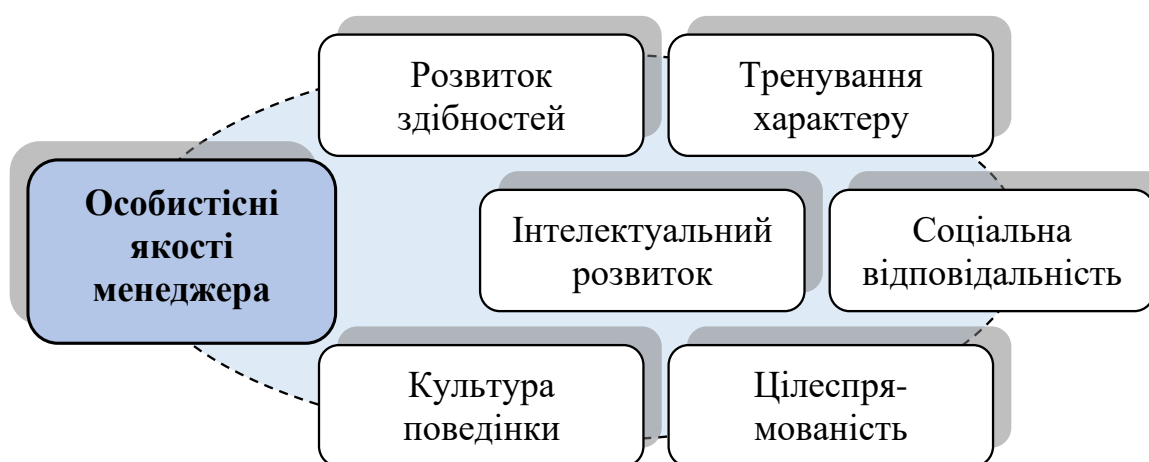 Розвиток
здібностей
Тренування
характеру
Особистісні
якості
менеджера
Інтелектуальний
розвиток
Соціальна
відповідальність
Культура
поведінки
Цілеспря-
мованість